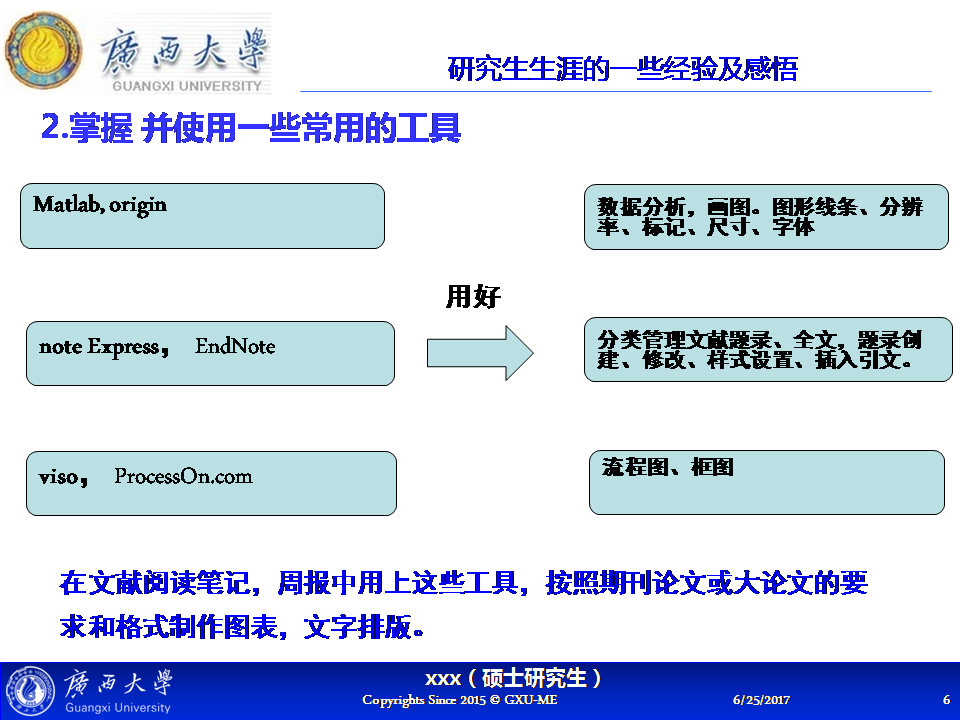 廣西大學
GUANGXI UNIVERSITY
研究生生涯的一些经验及感悟
2.掌握 并使用一些常用的工具
Matlab, origin
数据分析，画图。图形线条、分辨
率、标记、尺寸、字体
用好
note Express， EndNote
分类管理文献题录、全文，题录创
建、修改、样式设置、插入引文。
viso， ProcessOn.com
流程图、框图
在文献阅读笔记，周报中用上这些工具，按照期刊论文或大论文的要
求和格式制作图表，文字排版。
廣西大學
Guangxi University
xxx（硕士研究生）
Copyrights Since 2015 © GXU-ME
6/25/2017
6